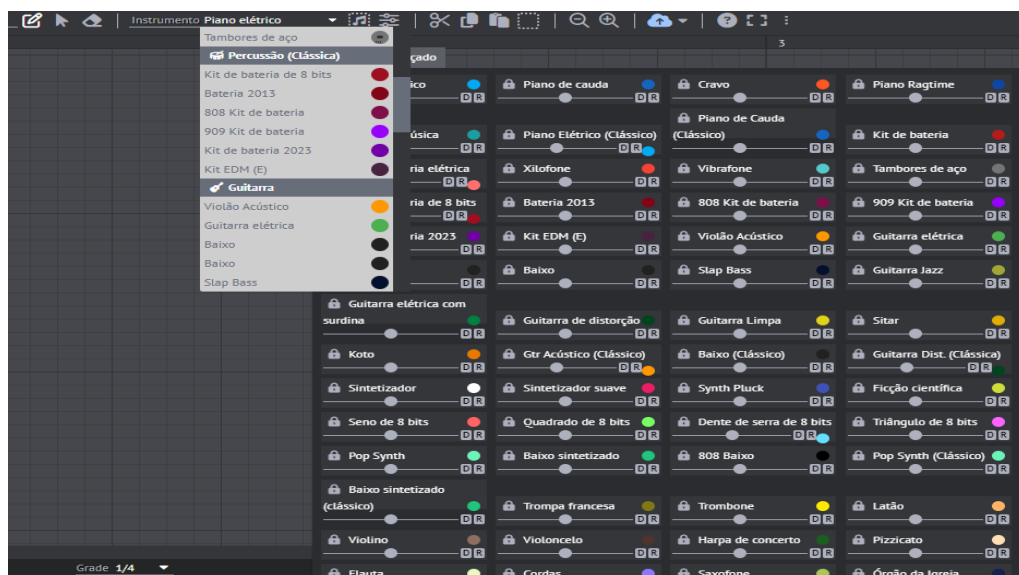 Instrumento Piano elétrico
Tambores de aço
Percussão (Clássica)
Kit de bateria de 8 bits
Bateria 2013
808 Kit de bateria
909 Kit de bateria
Kit de bateria 2023
Kit EDM (E)
Guitarra
Violão Acústico
Guitarra elétrica
Baixo
Baixo
Slap Bass
3
çado
ico
D R
Piano de cauda
D R
Cravo
D R
Piano Ragtime
D R
úsica
D R
Piano Elétrico (Clássico)
D R
Piano de Cauda
(Clássico)
D R
Kit de bateria
D R
ria elétrica
D R
Xilofone
D R
Vibrafone
D R
Tambores de aço
D R
ria de 8 bits
D R
Bateria 2013
D R
808 Kit de bateria
D R
909 Kit de bateria
D R
ria 2023
D R
Kit EDM (E)
D R
Violão Acústico
D R
Guitarra elétrica
D R
D R
Baixo
D R
Slap Bass
D R
Guitarra Jazz
D R
Guitarra elétrica com
surdina
D R
Guitarra de distorção
D R
Guitarra Limpa
D R
Sitar
D R
Koto
D R
Gtr Acústico (Clássico)
D R
Baixo (Clássico)
D R
Guitarra Dist. (Clássica)
D R
Sintetizador
D R
Sintetizador suave
D R
Synth Pluck
D R
Ficção científica
D R
Seno de 8 bits
D R
Quadrado de 8 bits
D R
Dente de serra de 8 bits
D R
Triângulo de 8 bits
D R
Pop Synth
D R
Baixo sintetizado
D R
808 Baixo
D R
Pop Synth (Clássico)
D R
Baixo sintetizado
(clássico)
D R
Trompa francesa
D R
Trombone
D R
Latão
D R
Violino
D R
Violoncelo
D R
Harpa de concerto
D R
Pizzicato
D R
Flauta
Cordas
Saxofone
Órgão da Igreja
Grade 1/4